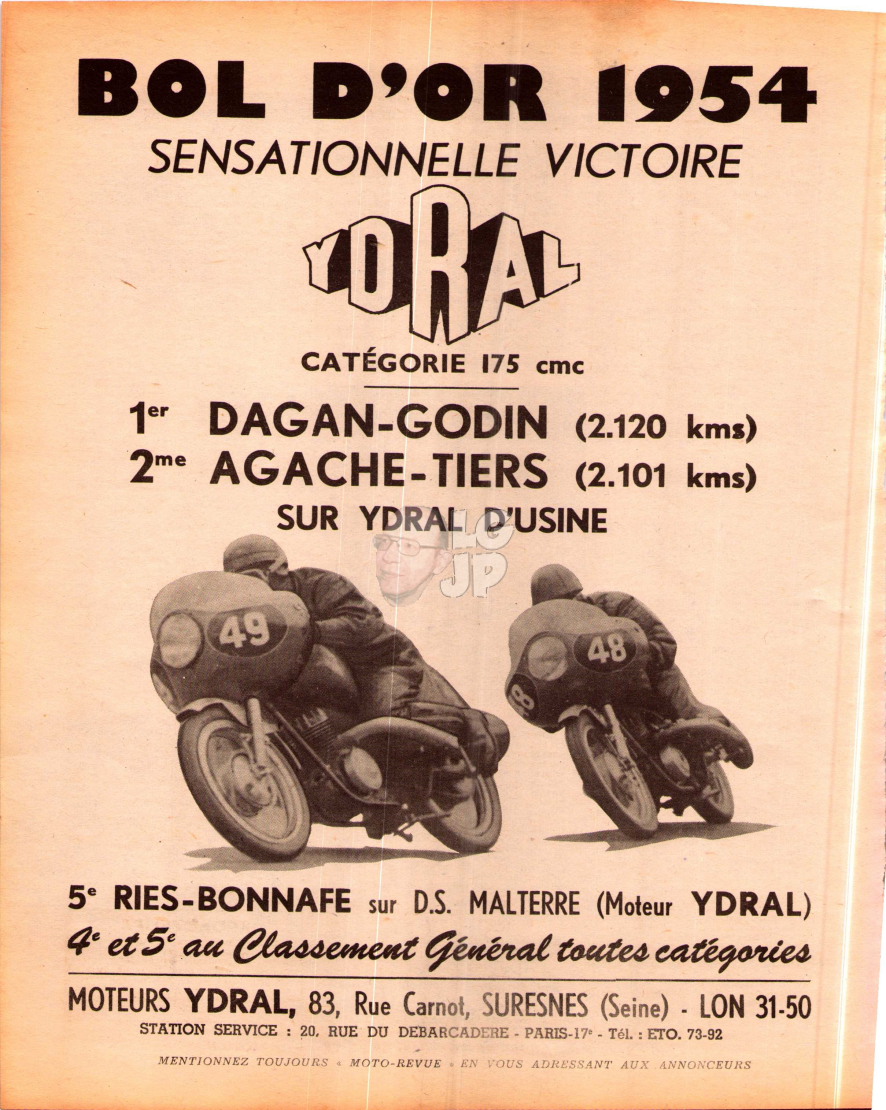 BOL D'OR 1954
SENSATIONNELLE VICTOIRE
YDRAL
CATÉGORIE 175 cmc
1er DAGAN-GODIN (2.120 kms)
2me AGACHE-TIERS (2.101 kms)
SUR YDRAL D'USINE
LG
JP
49
48
8
5e RIES-BONNAFE sur D.S. MALTERRE (Moteur YDRAL)
4e et 5e au Classement Général toutes catégories
MOTEURS YDRAL, 83, Rue Carnot, SURESNES (Seine) - LON 31-50
STATION SERVICE : 20, RUE DU DEBARCADERE - PARIS-17e - Tél. : ETO. 73-92
MENTIONNEZ TOUJOURS « MOTO-REVUE » EN VOUS ADRESSANT AUX ANNONCEURS